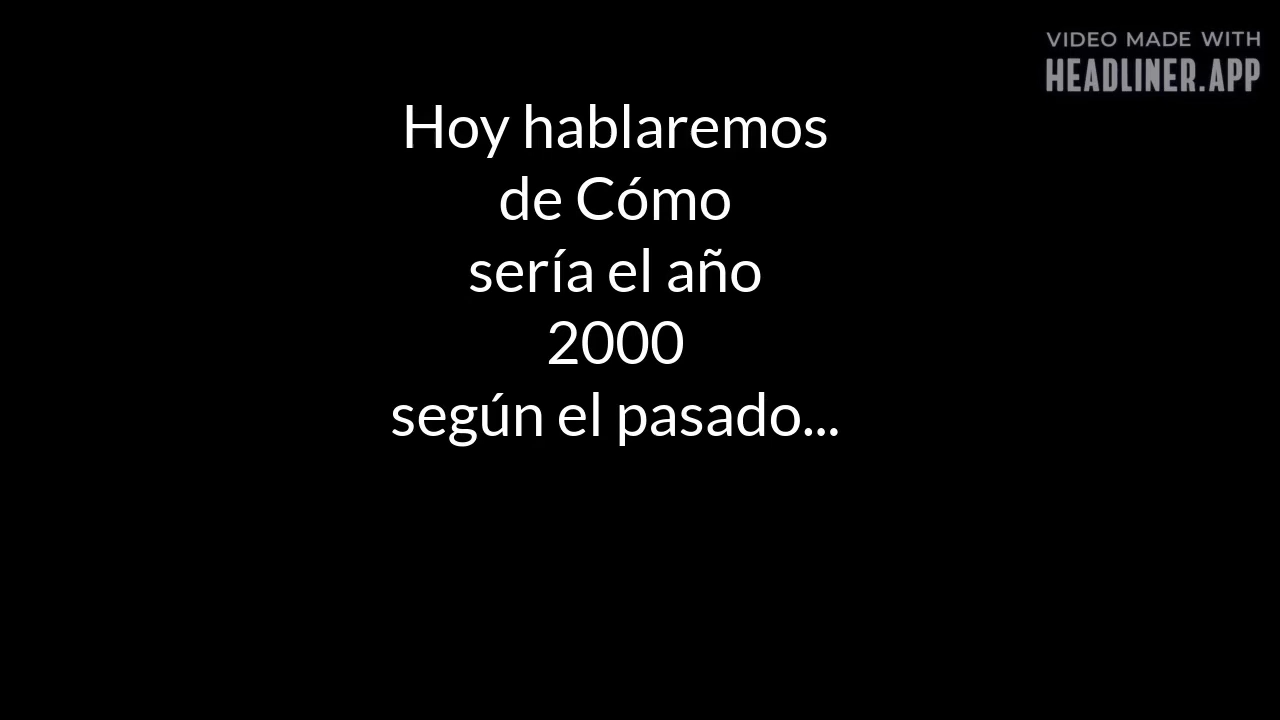 VIDEO MADE WITH
HEADLINER.APP
Hoy hablaremos
de Cómo
sería el año
2000
según el pasado...